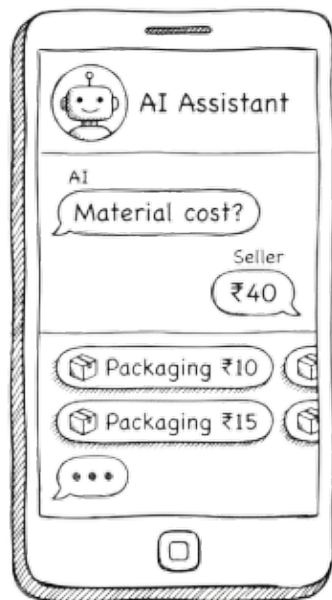 AI Assistant
AI
Material cost?
Seller
₹40
Packaging ₹10
Packaging ₹15